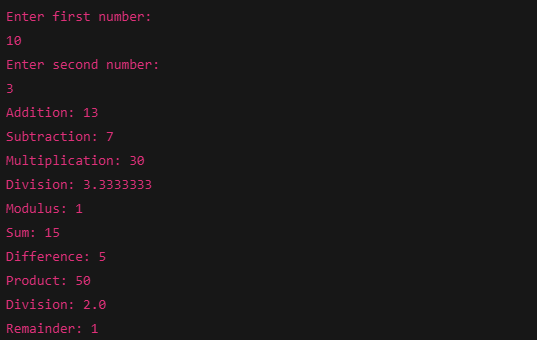 Enter first number:
10
Enter second number:
3
Addition: 13
Subtraction: 7
Multiplication: 30
Division: 3.3333333
Modulus: 1
Sum: 15
Difference: 5
Product: 50
Division: 2.0
Remainder: 1